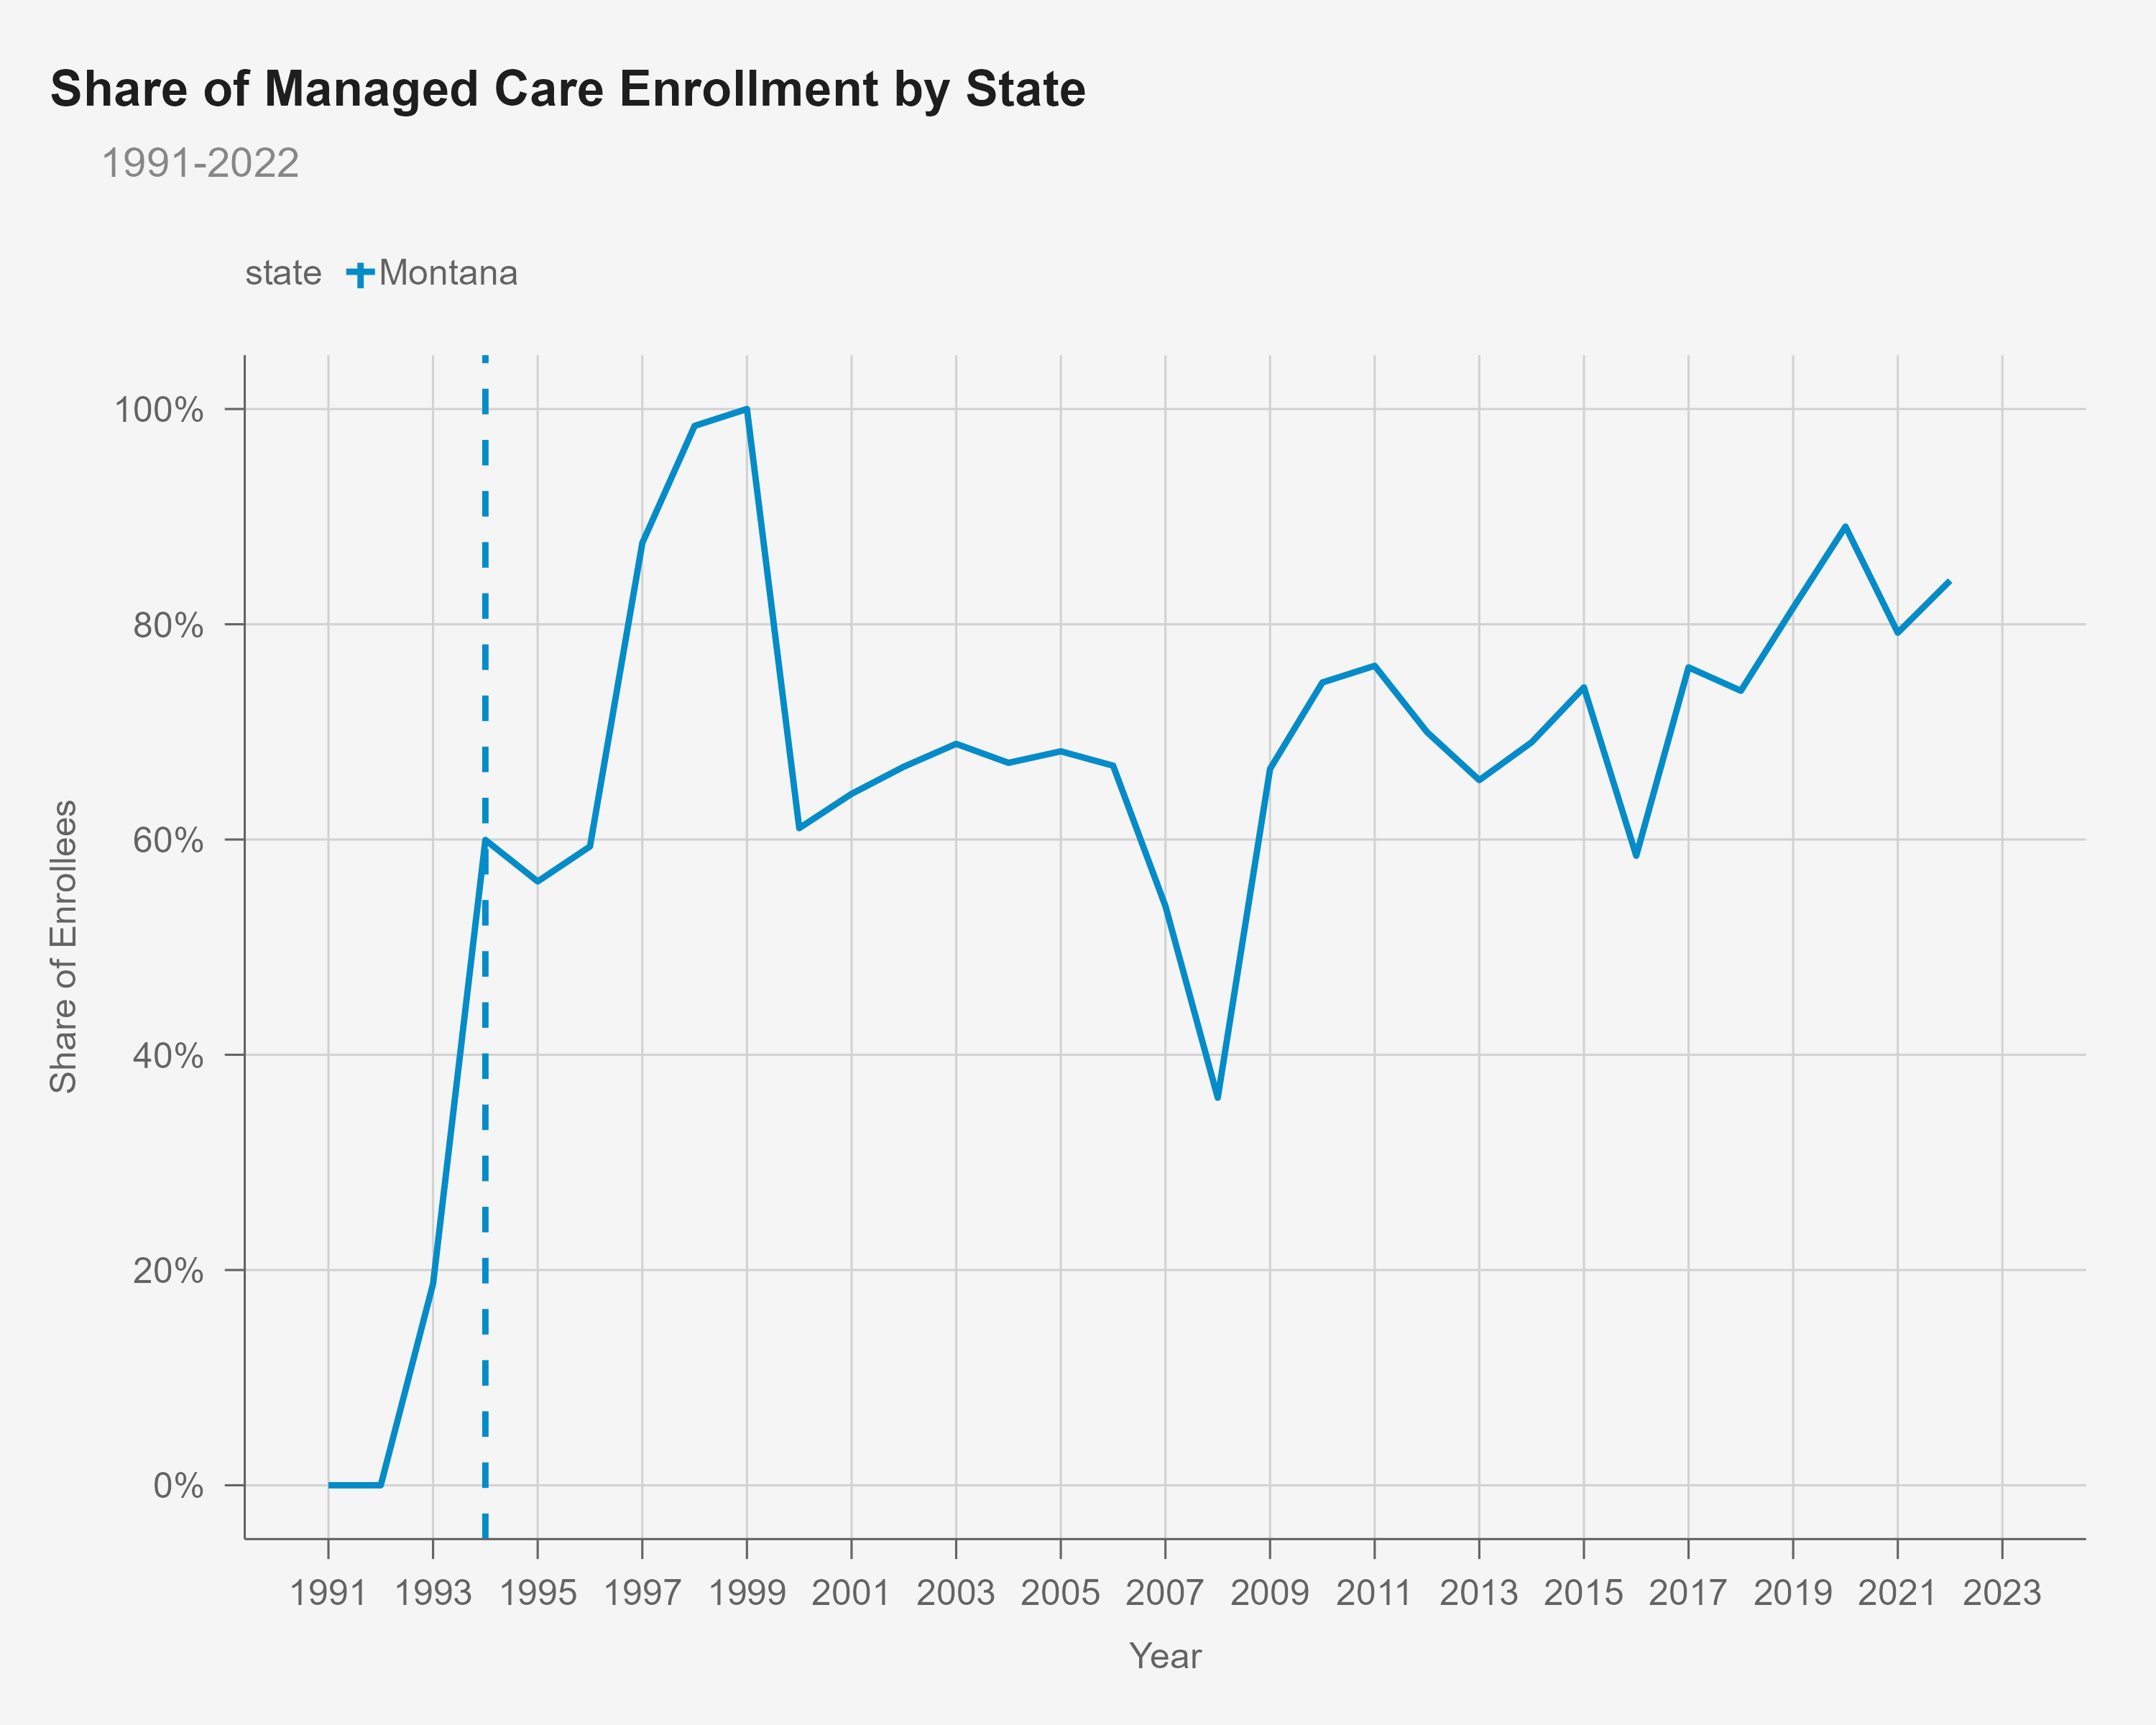 Share of Managed Care Enrollment by State
1991-2022
state Montana
100%
80%
60%
40%
20%
0%
Share of Enrollees
1991 1993 1995 1997 1999 2001 2003 2005 2007 2009 2011 2013 2015 2017 2019 2021 2023
Year